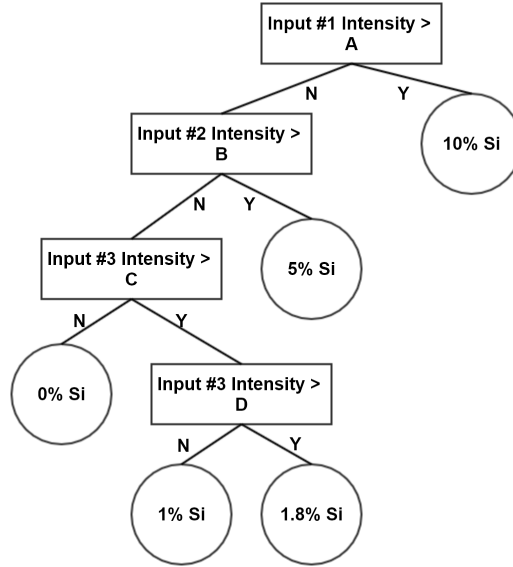 Input #1 Intensity >
A
N
Y
Input #2 Intensity >
B
10% Si
N
Y
Input #3 Intensity >
C
5% Si
N
Y
0% Si
Input #3 Intensity >
D
N
Y
1% Si
1.8% Si